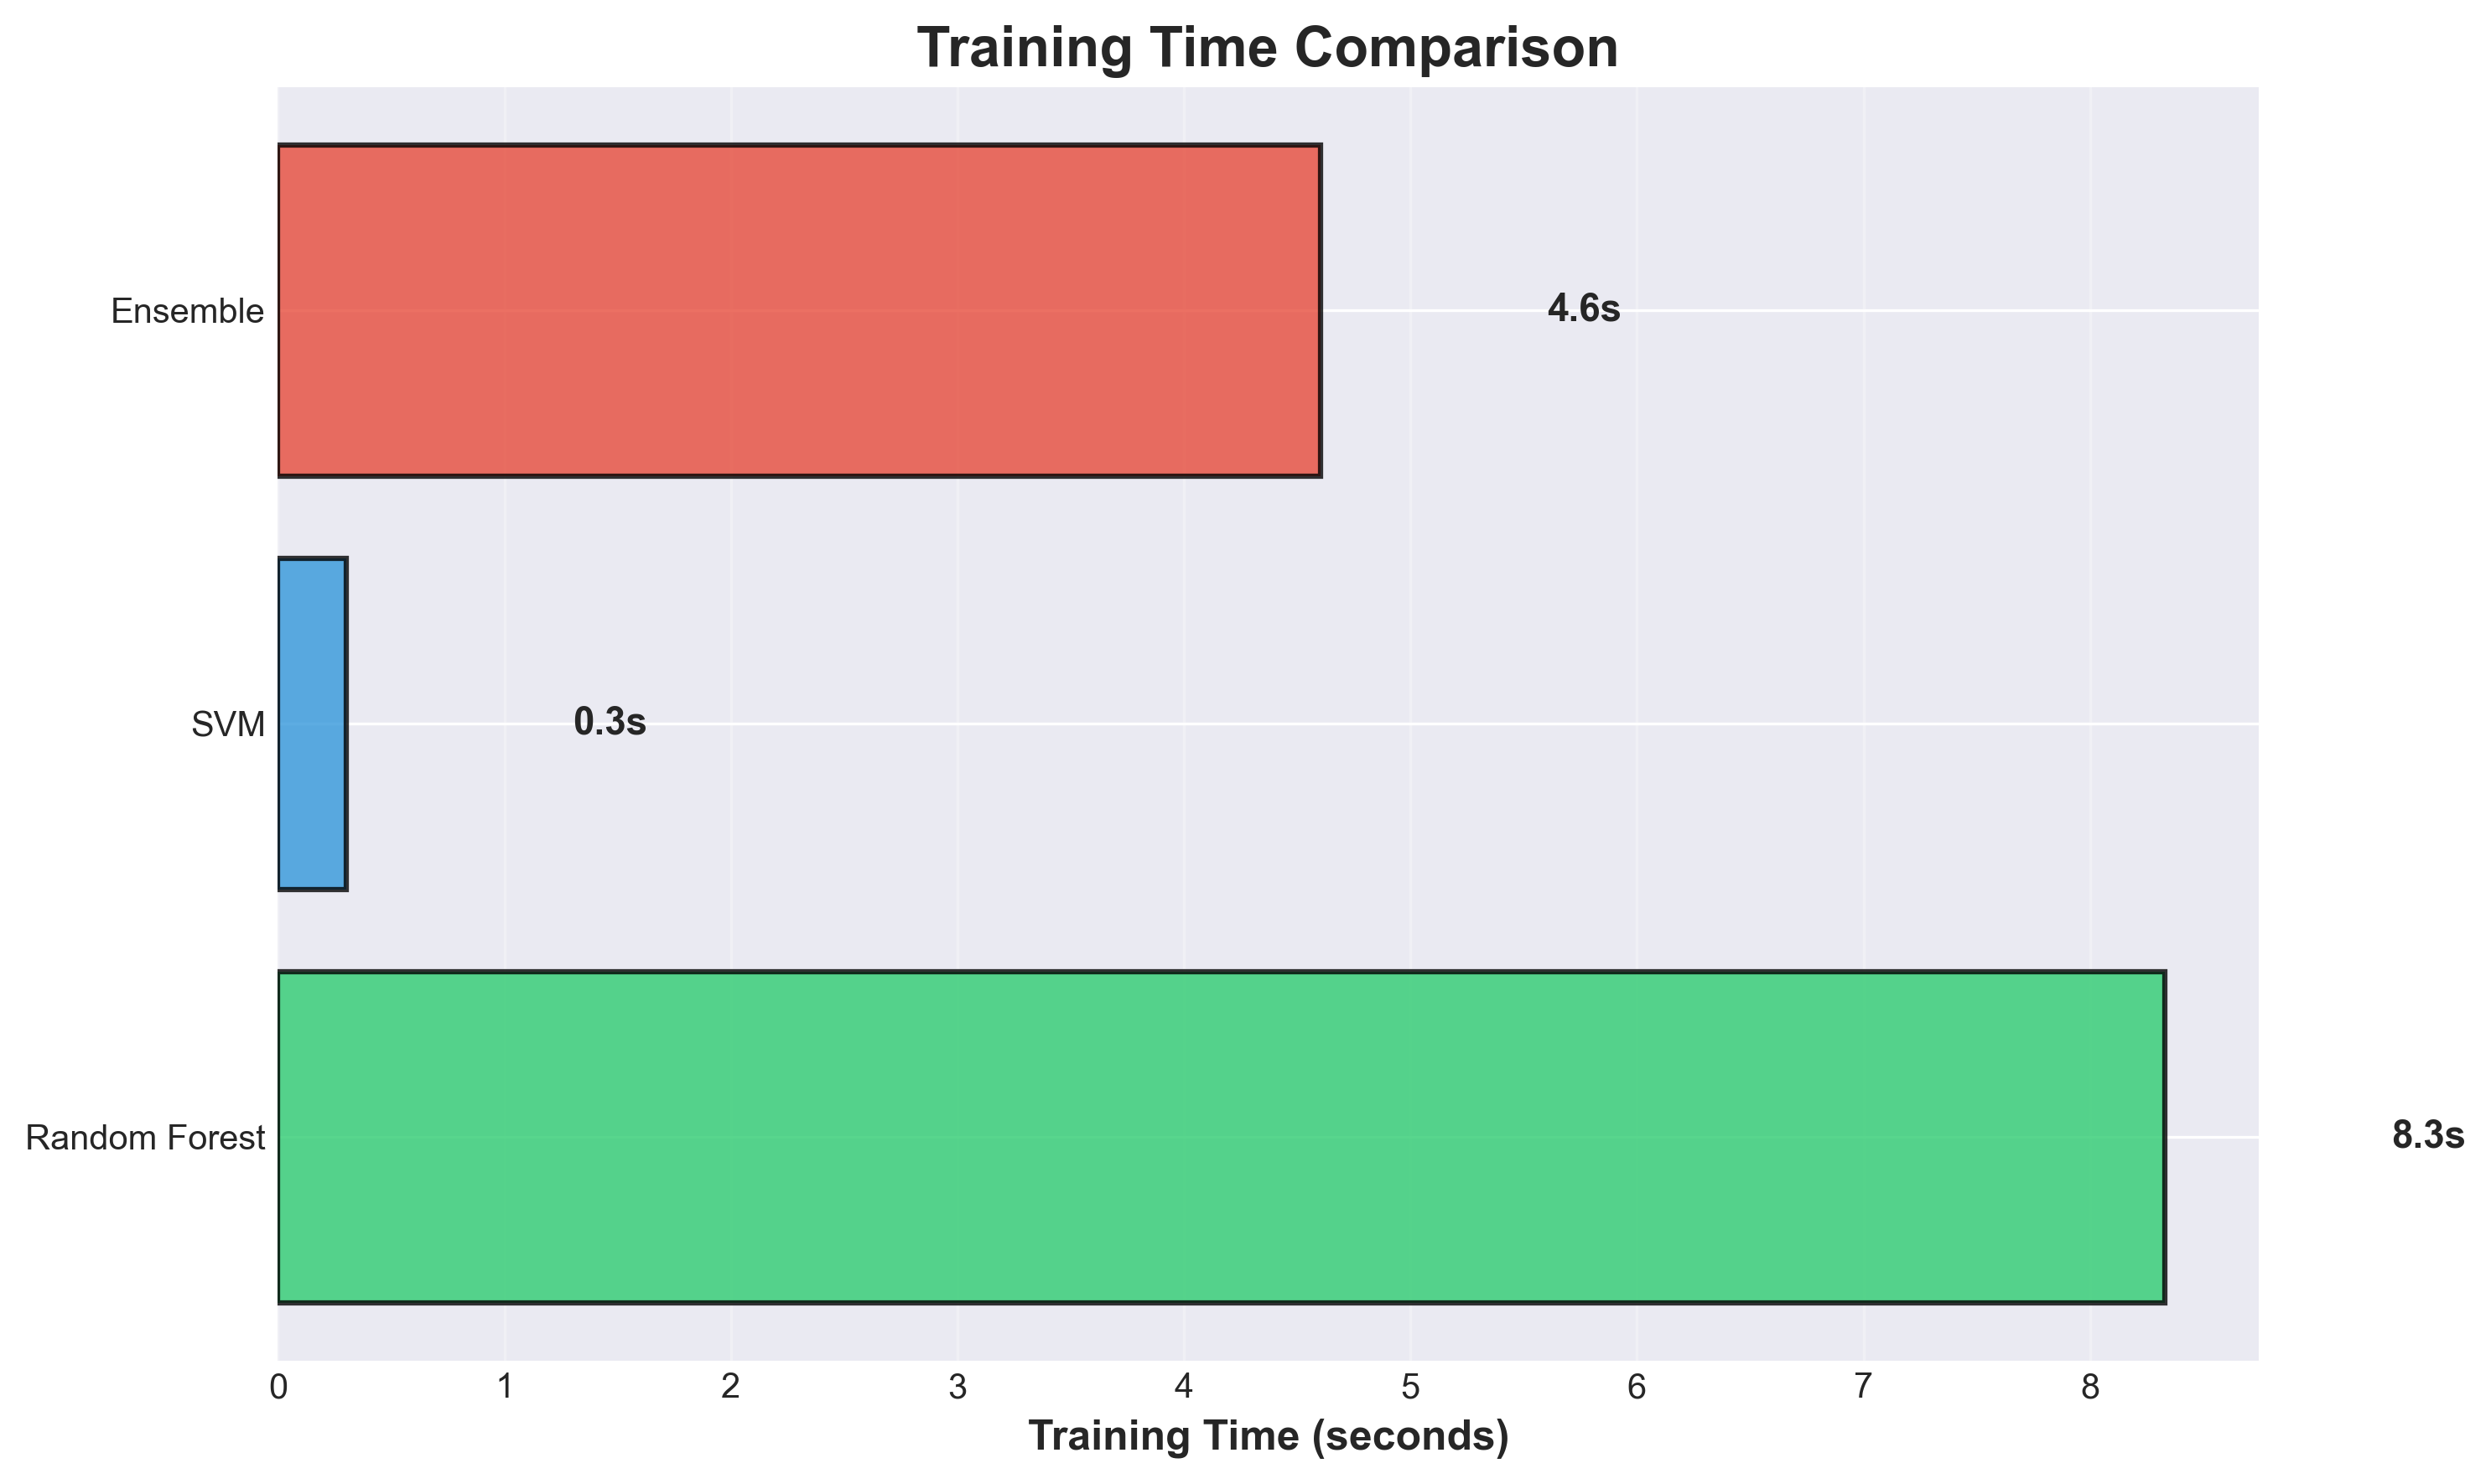 Training Time Comparison
Ensemble
4.6s
SVM
0.3s
Random Forest
8.3s
0 1 2 3 4 5 6 7 8
Training Time (seconds)